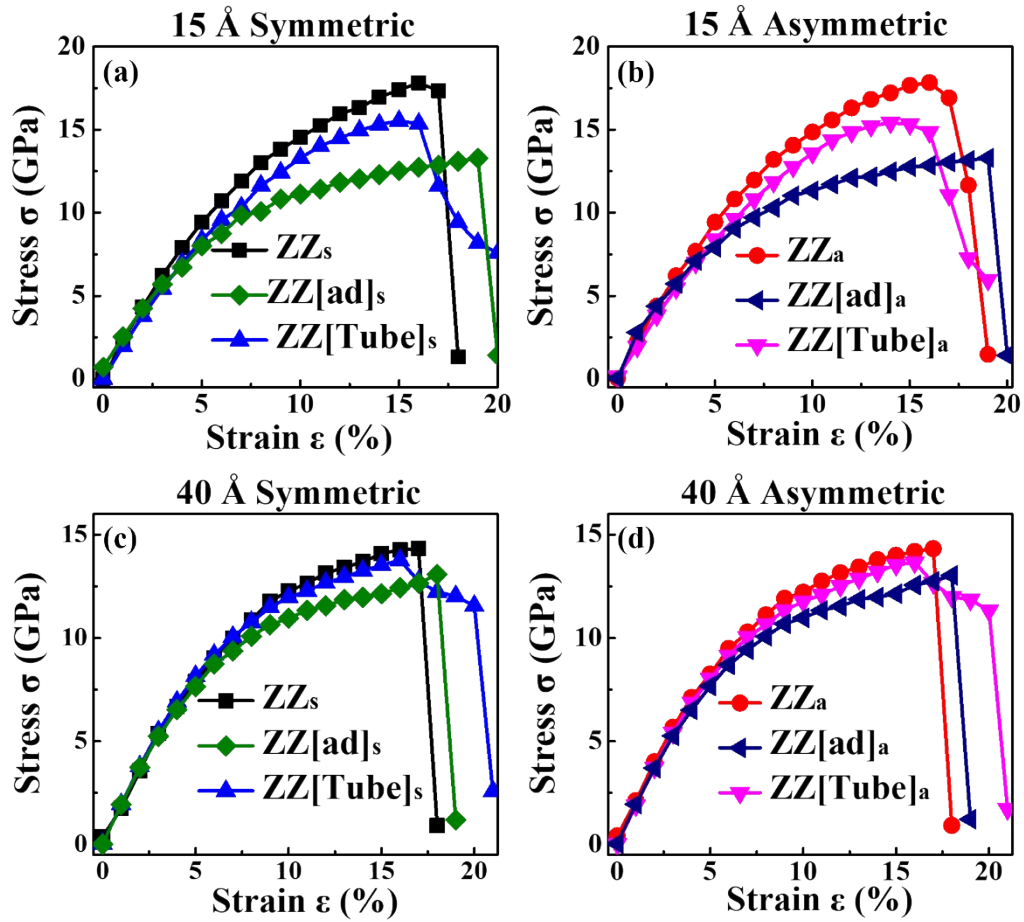 15 Å Symmetric
(a)
Stress σ (GPa)
20
15
10
5
0
ZZs
ZZ[ad]s
ZZ[Tube]s
0 5 10 15 20
Strain ε (%)
15 Å Asymmetric
(b)
Stress σ (GPa)
20
15
10
5
0
ZZa
ZZ[ad]a
ZZ[Tube]a
0 5 10 15 20
Strain ε (%)
40 Å Symmetric
(c)
Stress σ (GPa)
15
10
5
0
ZZs
ZZ[ad]s
ZZ[Tube]s
0 5 10 15 20
Strain ε (%)
40 Å Asymmetric
(d)
Stress σ (GPa)
15
10
5
0
ZZa
ZZ[ad]a
ZZ[Tube]a
0 5 10 15 20
Strain ε (%)